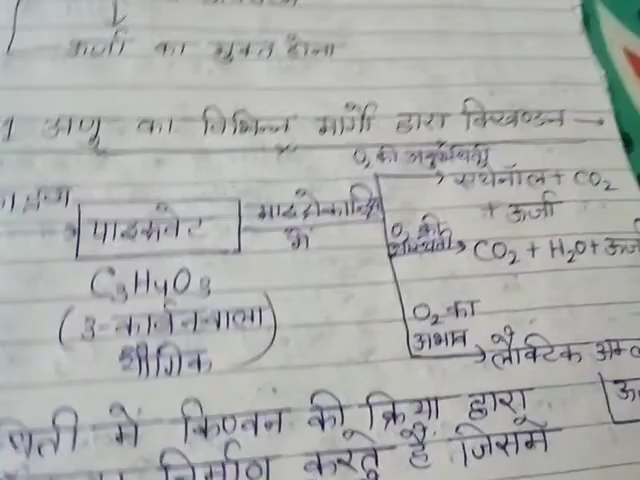 ऊर्जा का मुक्त होना
अणु का विभिन्न मार्गों द्वारा विखण्डन →
O₂ की अनुपस्थिती
→ एथेनॉल + CO₂
+ ऊर्जा
पाइरूवेट
माइटोकॉन्ड्रिया
में
O₂ की
उपस्थिती → CO₂ + H₂O + ऊर्जा
C₃H₄O₃
(3-कार्बन वाला
यौगिक)
O₂ का
अभाव → लैक्टिक अम्ल
में किण्वन की क्रिया द्वारा
निर्माण करते हैं जिसमें